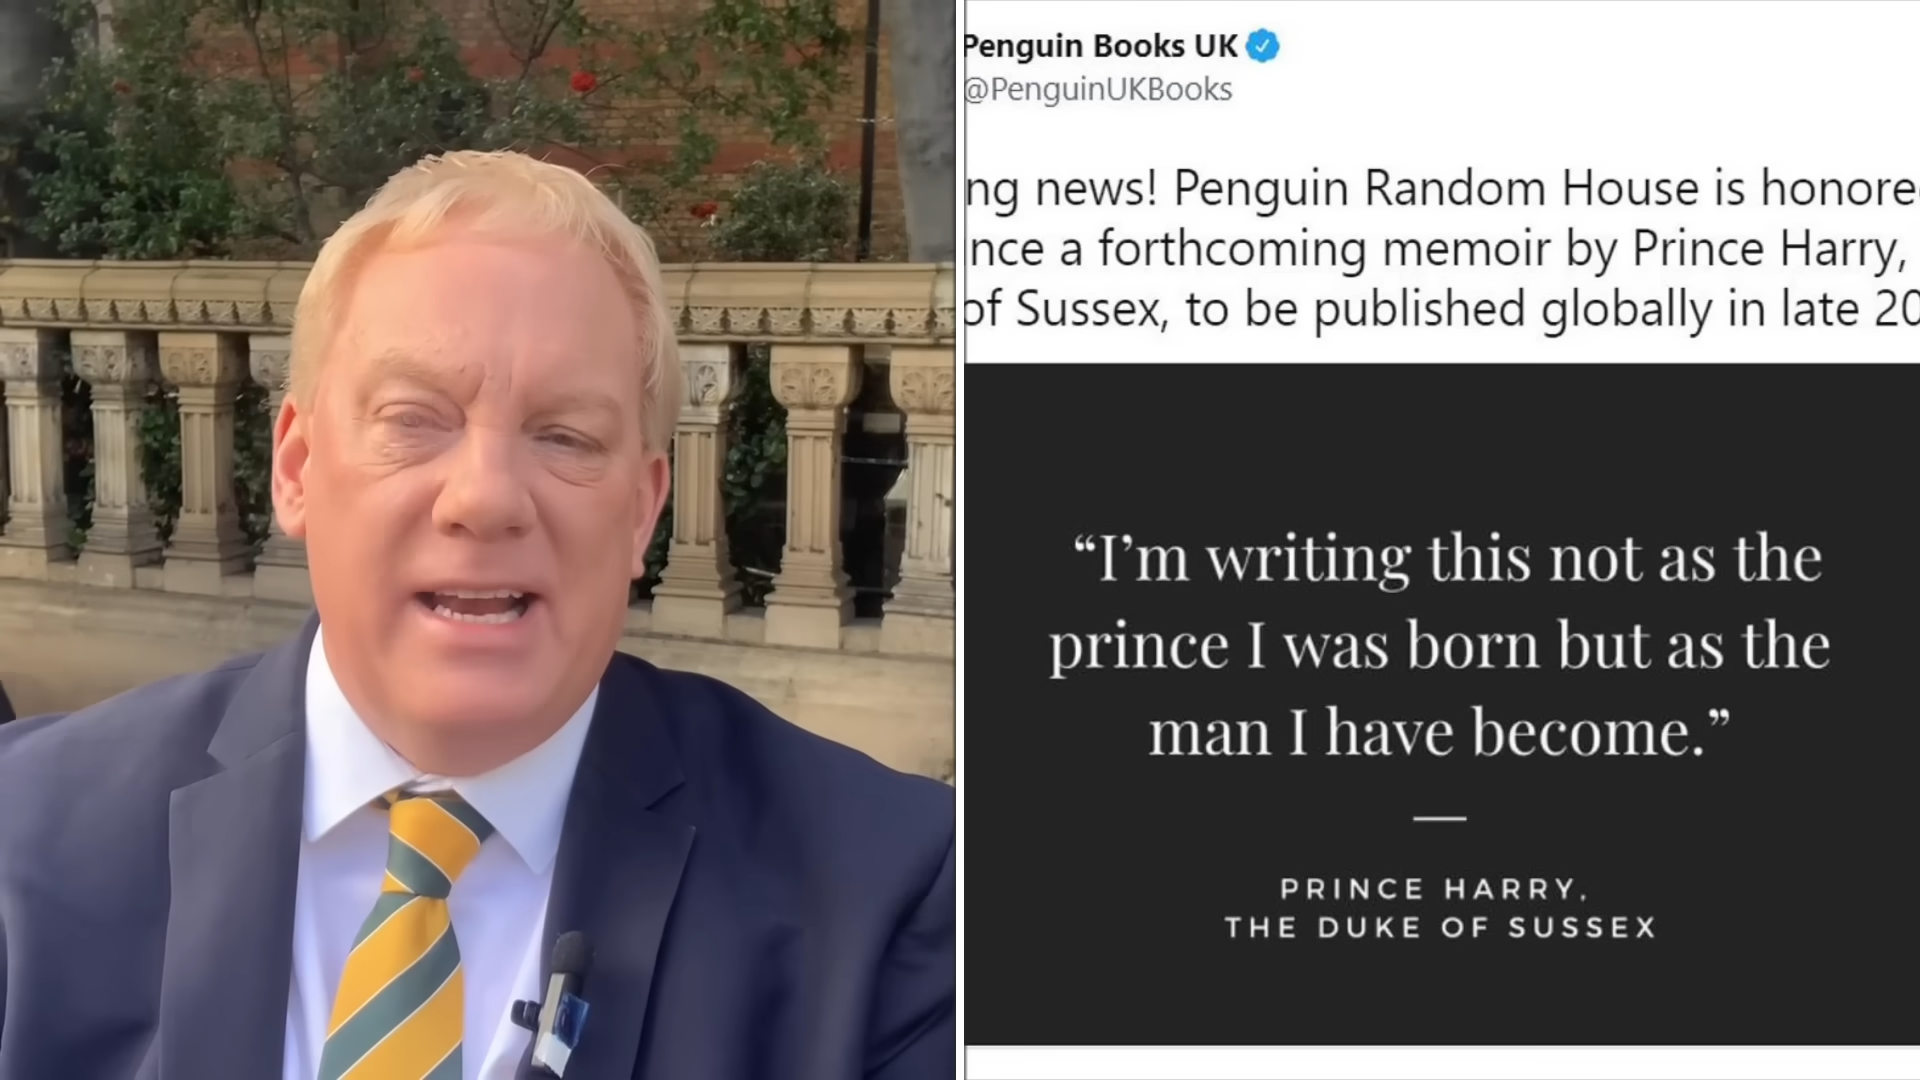 Penguin Books UK
@PenguinUKBooks
ng news! Penguin Random House is honore
nce a forthcoming memoir by Prince Harry,
of Sussex, to be published globally in late 20
“I’m writing this not as the
prince I was born but as the
man I have become.”
PRINCE HARRY,
THE DUKE OF SUSSEX